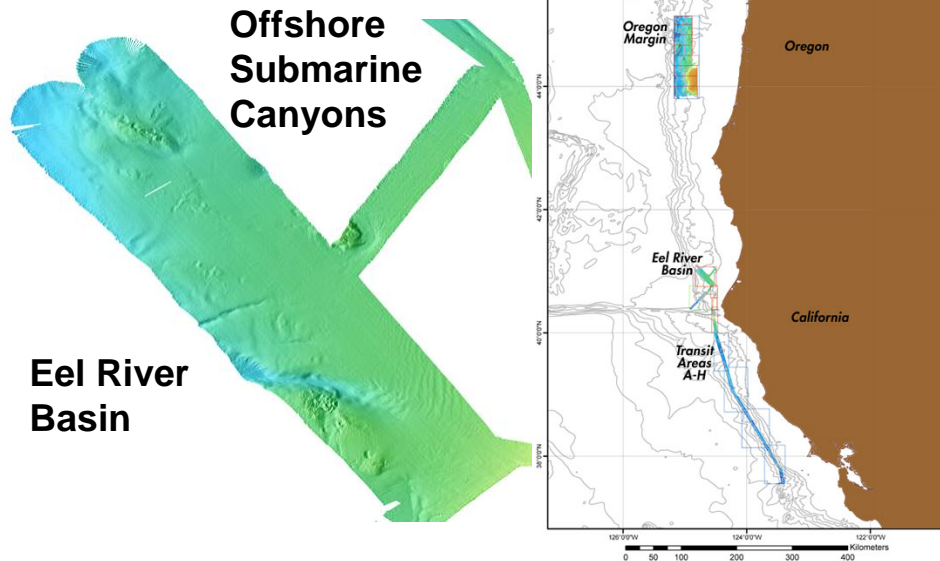 Offshore
Submarine
Canyons
Eel River
Basin
Oregon
Margin
Oregon
44°0'0"N
42°0'0"N
Eel River
Basin
California
40°0'0"N
Transit
Areas
A-H
38°0'0"N
126°0'0"W
124°0'0"W
122°0'0"W
Kilometers
0 50 100 200 300 400